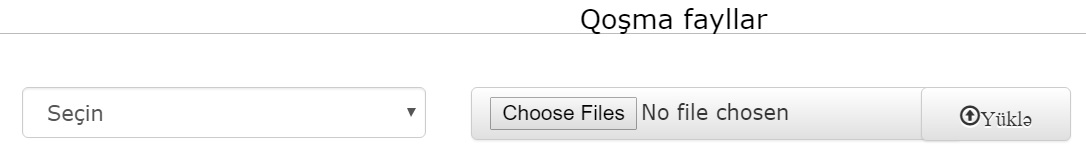 Qoşma fayllar
Seçin
Choose Files No file chosen
Yüklə